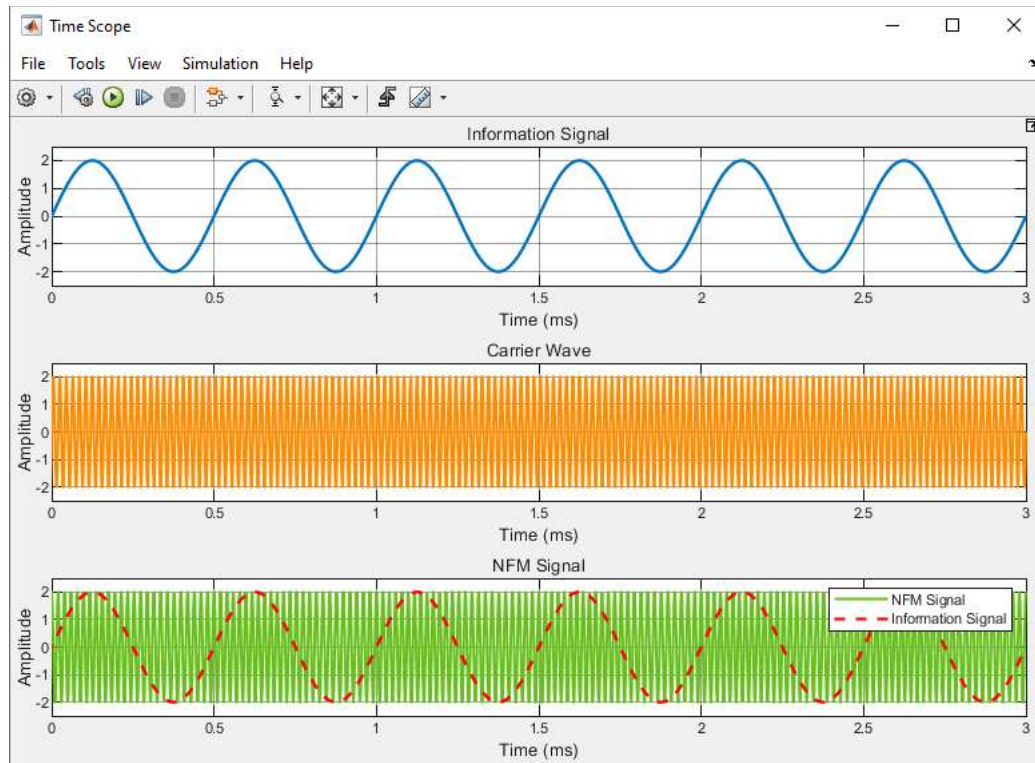 Time Scope
File Tools View Simulation Help
Information Signal
Amplitude
2
1
0
-1
-2
0 0.5 1 1.5 2 2.5 3
Time (ms)
Carrier Wave
Amplitude
2
1
0
-1
-2
0 0.5 1 1.5 2 2.5 3
Time (ms)
NFM Signal
Amplitude
2
1
0
-1
-2
NFM Signal
Information Signal
0 0.5 1 1.5 2 2.5 3
Time (ms)